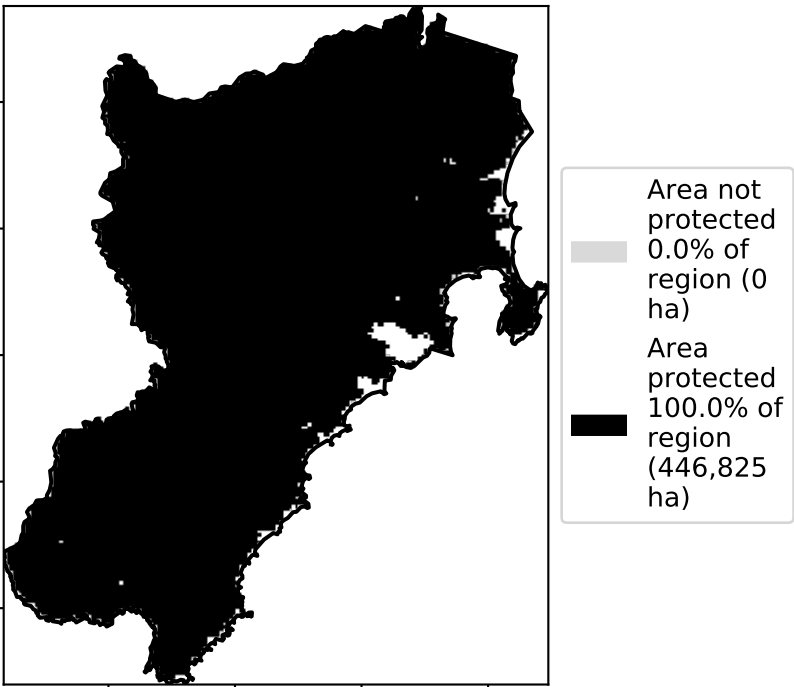 Area not
protected
0.0% of
region (0
ha)
Area
protected
100.0% of
region
(446,825
ha)